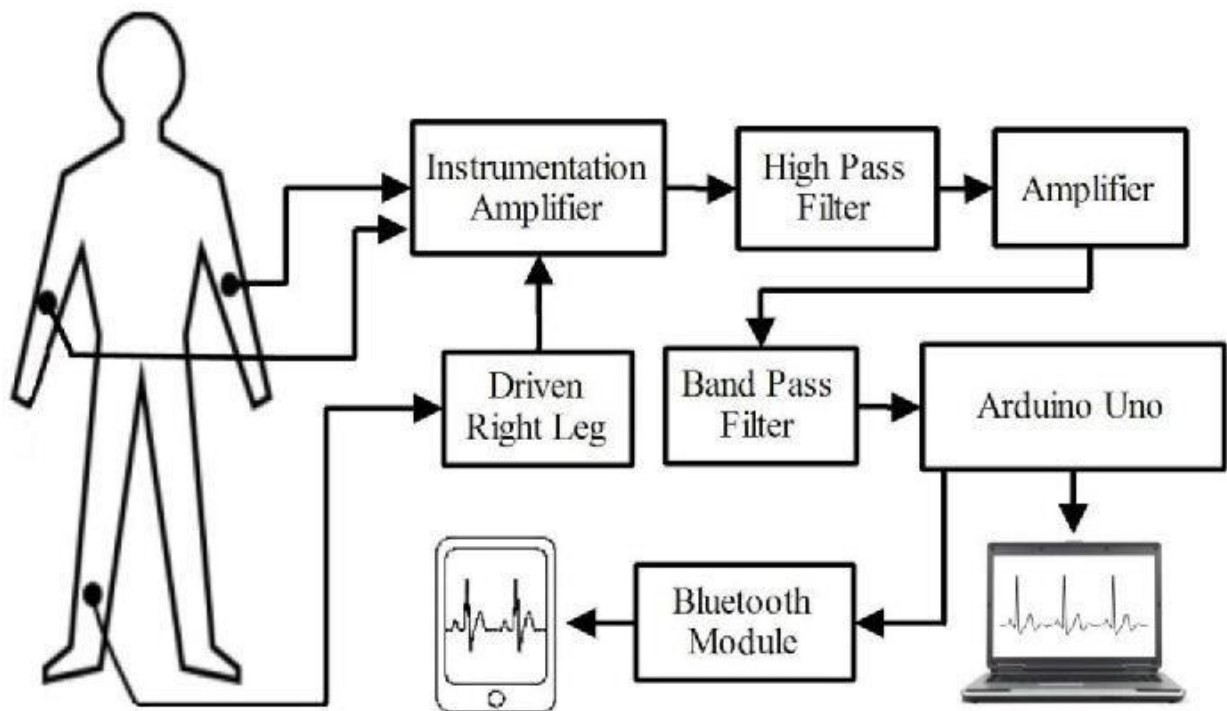 Instrumentation
Amplifier
High Pass
Filter
Amplifier
Driven
Right Leg
Band Pass
Filter
Arduino Uno
Bluetooth
Module